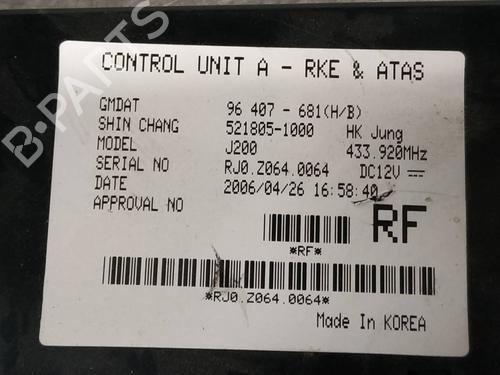 CONTROL UNIT A - RKE & ATAS
GMDAT 96 407 - 681(H/B)
SHIN CHANG 521805-1000 HK Jung
MODEL J200 433.920MHz
SERIAL NO RJ0.Z064.0064 DC12V
DATE 2006/04/26 16:58:40
APPROVAL NO
RF
*RF*
*RJ0.Z064.0064*
Made In KOREA
B-PARTS